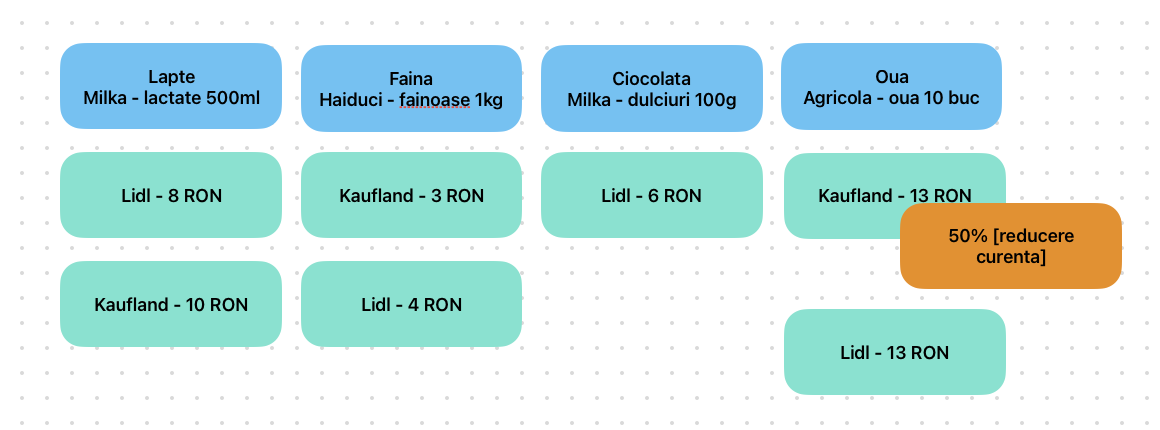 Lapte
Milka - lactate 500ml
Faina
Haiduci - fainoase 1kg
Ciocolata
Milka - dulciuri 100g
Oua
Agricola - oua 10 buc
Lidl - 8 RON
Kaufland - 3 RON
Lidl - 6 RON
Kaufland - 13 RON
50% [reducere
curenta]
Kaufland - 10 RON
Lidl - 4 RON
Lidl - 13 RON